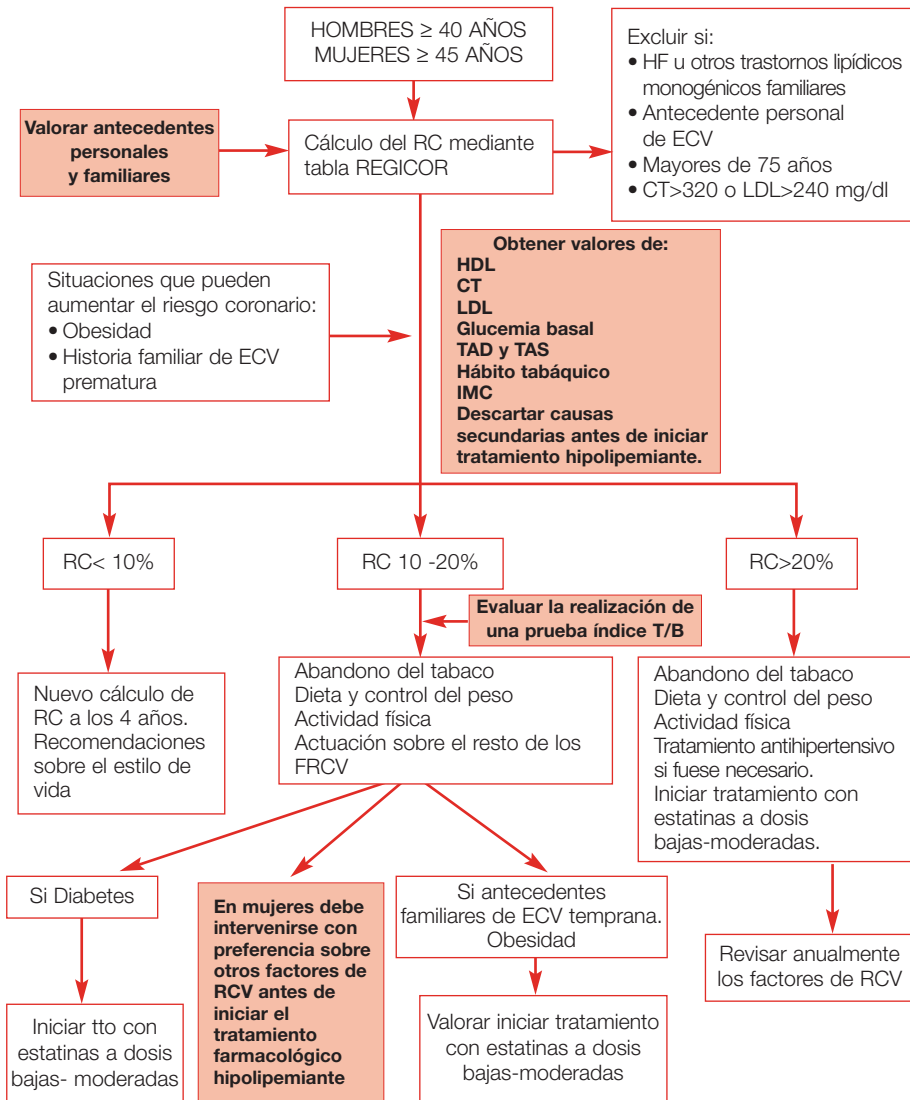 HOMBRES ≥ 40 AÑOS
MUJERES ≥ 45 AÑOS
Excluir si:
• HF u otros trastornos lipídicos
monogénicos familiares
• Antecedente personal
de ECV
• Mayores de 75 años
• CT>320 o LDL>240 mg/dl
Valorar antecedentes
personales
y familiares
Cálculo del RC mediante
tabla REGICOR
Situaciones que pueden
aumentar el riesgo coronario:
• Obesidad
• Historia familiar de ECV
prematura
Obtener valores de:
HDL
CT
LDL
Glucemia basal
TAD y TAS
Hábito tabáquico
IMC
Descartar causas
secundarias antes de iniciar
tratamiento hipolipemiante.
RC< 10%
RC 10 -20%
RC>20%
Evaluar la realización de
una prueba índice T/B
Nuevo cálculo de
RC a los 4 años.
Recomendaciones
sobre el estilo de
vida
Abandono del tabaco
Dieta y control del peso
Actividad física
Actuación sobre el resto de los
FRCV
Abandono del tabaco
Dieta y control del peso
Actividad física
Tratamiento antihipertensivo
si fuese necesario.
Iniciar tratamiento con
estatinas a dosis
bajas-moderadas.
Si Diabetes
En mujeres debe
intervenirse con
preferencia sobre
otros factores de
RCV antes de
iniciar el
tratamiento
farmacológico
hipolipemiante
Si antecedentes
familiares de ECV temprana.
Obesidad
Revisar anualmente
los factores de RCV
Iniciar tto con
estatinas a dosis
bajas- moderadas
Valorar iniciar tratamiento
con estatinas a dosis
bajas-moderadas